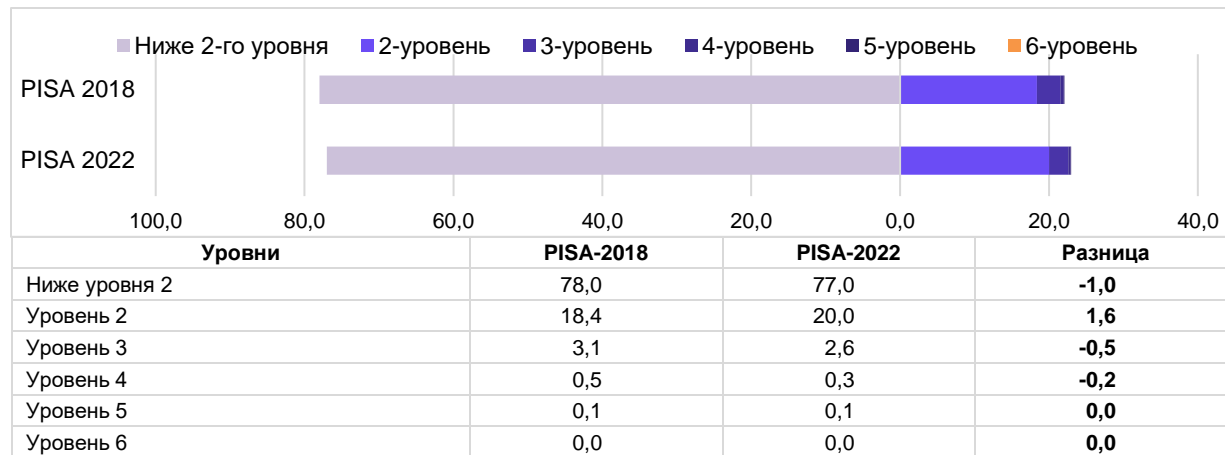 Ниже 2-го уровня 2-уровень 3-уровень 4-уровень 5-уровень 6-уровень
PISA 2018
PISA 2022
100,0 80,0 60,0 40,0 20,0 0,0 20,0 40,0
Уровни PISA-2018 PISA-2022 Разница
Ниже уровня 2 78,0 77,0 -1,0
Уровень 2 18,4 20,0 1,6
Уровень 3 3,1 2,6 -0,5
Уровень 4 0,5 0,3 -0,2
Уровень 5 0,1 0,1 0,0
Уровень 6 0,0 0,0 0,0